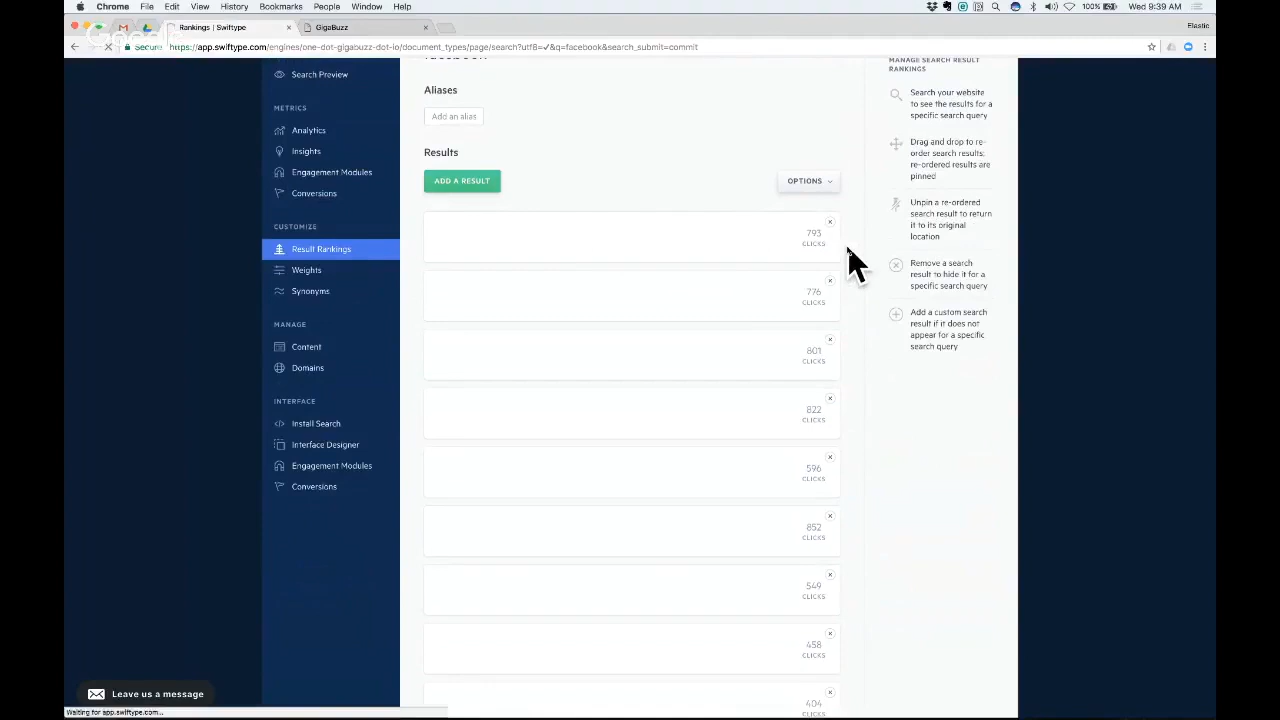 Chrome File Edit View History Bookmarks People Window Help
100% Wed 9:39 AM
Rankings | Swiftype
GigaBuzz
Elastic
Google
Secure https://app.swiftype.com/engines/one-dot-gigabuzz-dot-io/document_types/page/search?utf8=✓&q=facebook&search_submit=commit
Search Preview
METRICS
Analytics
Insights
Engagement Modules
Conversions
CUSTOMIZE
Result Rankings
Weights
Synonyms
MANAGE
Content
Domains
INTERFACE
Install Search
Interface Designer
Engagement Modules
Conversions
Aliases
Add an alias
Results
ADD A RESULT
OPTIONS
793
CLICKS
776
CLICKS
801
CLICKS
822
CLICKS
596
CLICKS
852
CLICKS
549
CLICKS
458
CLICKS
404
CLICKS
MANAGE SEARCH RESULT
RANKINGS
Search your website
to see the results for a
specific search query
Drag and drop to re-
order search results;
re-ordered results are
pinned
Unpin a re-ordered
search result to return
it to its original
location
Remove a search
result to hide it for a
specific search query
Add a custom search
result if it does not
appear for a specific
search query
Leave us a message
Waiting for app.swiftype.com...